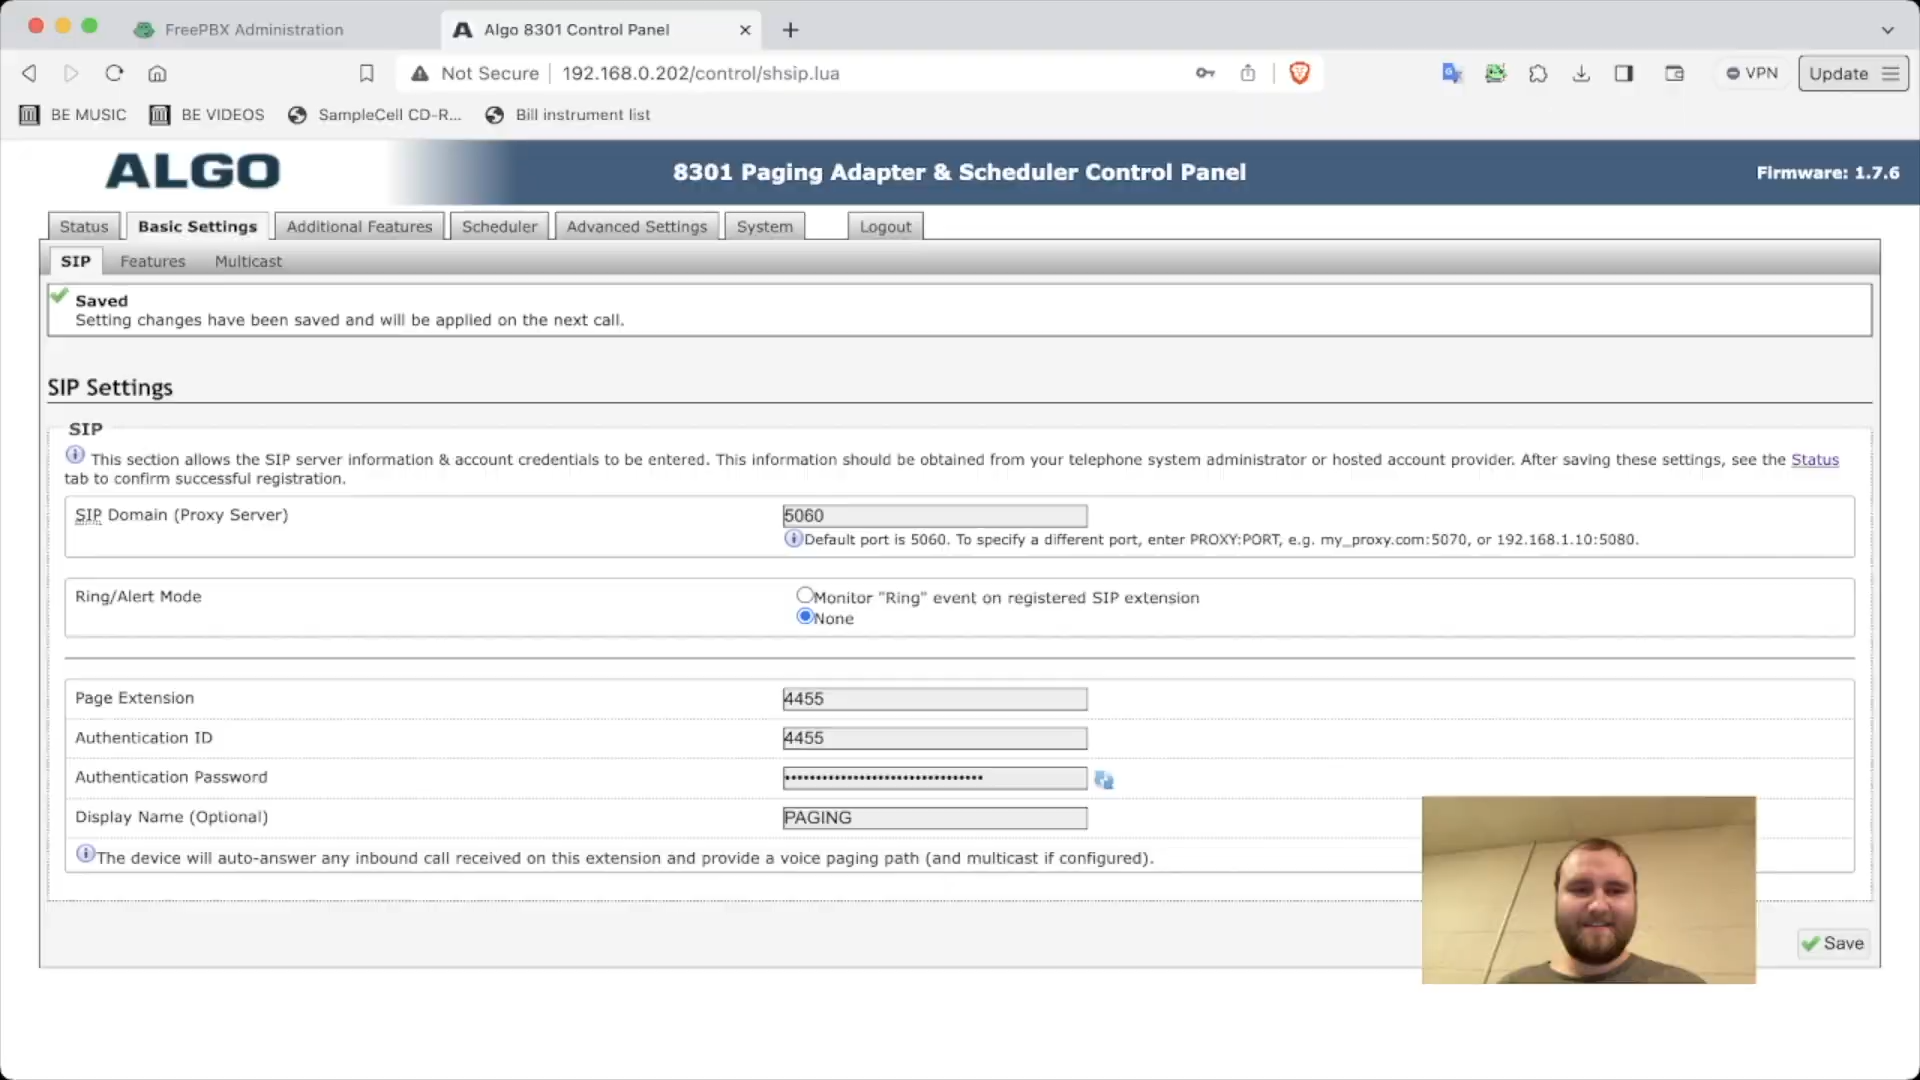 FreePBX Administration
Algo 8301 Control Panel
Not Secure
192.168.0.202/control/shsip.lua
VPN
Update
BE MUSIC
BE VIDEOS
SampleCell CD-R...
Bill instrument list
ALGO
8301 Paging Adapter & Scheduler Control Panel
Firmware: 1.7.6
Status
Basic Settings
Additional Features
Scheduler
Advanced Settings
System
Logout
SIP
Features
Multicast
Saved
Setting changes have been saved and will be applied on the next call.
SIP Settings
SIP
This section allows the SIP server information & account credentials to be entered. This information should be obtained from your telephone system administrator or hosted account provider. After saving these settings, see the Status
tab to confirm successful registration.
SIP Domain (Proxy Server)
5060
Default port is 5060. To specify a different port, enter PROXY:PORT, e.g. my_proxy.com:5070, or 192.168.1.10:5080.
Ring/Alert Mode
Monitor "Ring" event on registered SIP extension
None
Page Extension
4455
Authentication ID
4455
Authentication Password
Display Name (Optional)
PAGING
The device will auto-answer any inbound call received on this extension and provide a voice paging path (and multicast if configured).
Save